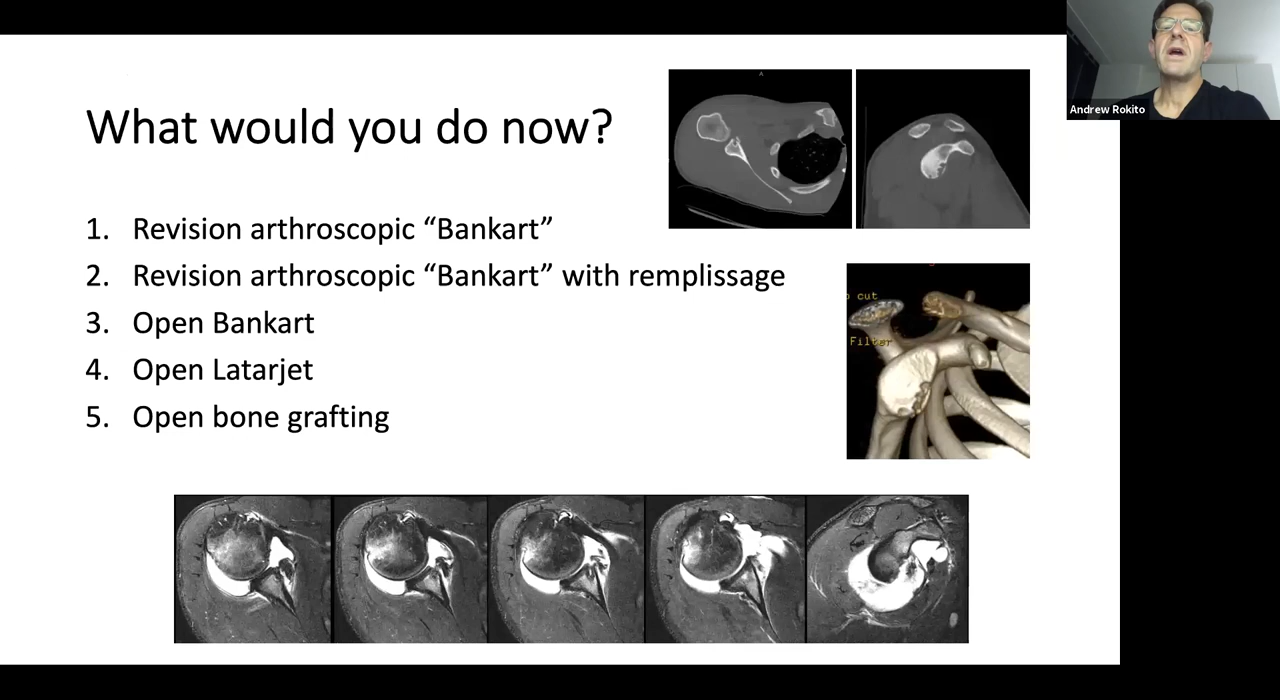 Andrew Rokito
What would you do now?
1. Revision arthroscopic “Bankart”
2. Revision arthroscopic “Bankart” with remplissage
3. Open Bankart
4. Open Latarjet
5. Open bone grafting
A
cut
Filter